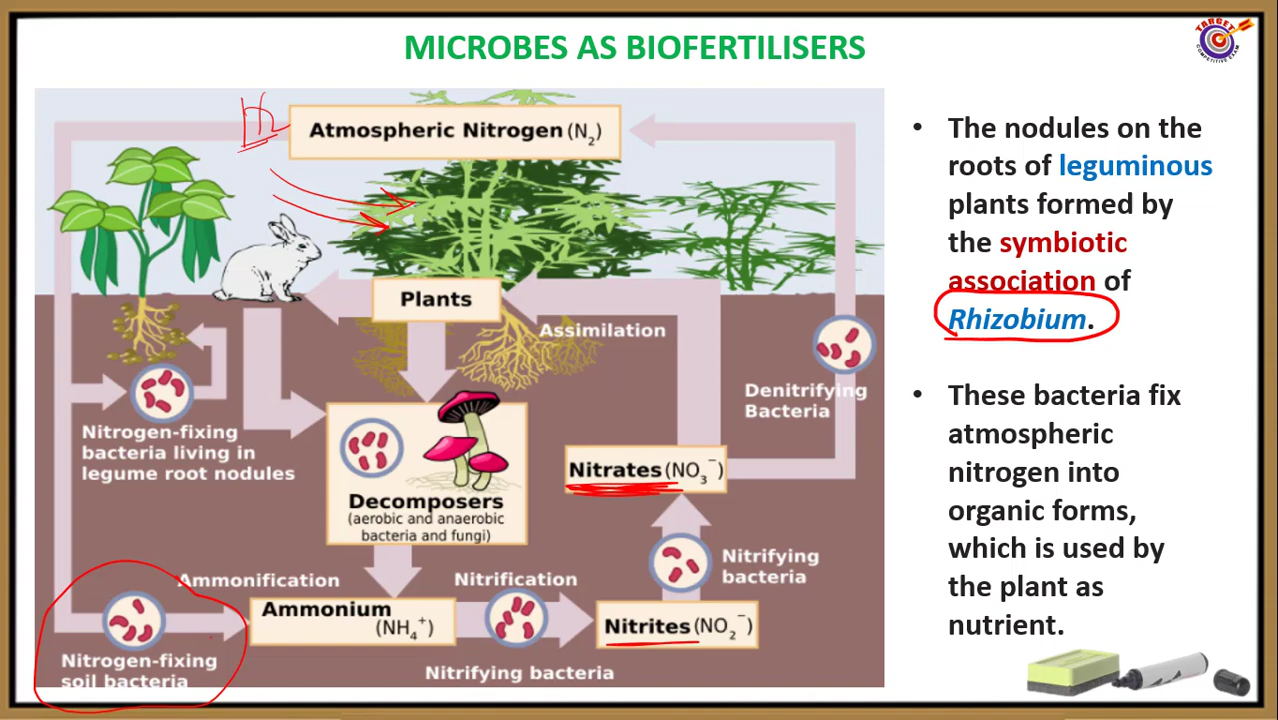 MICROBES AS BIOFERTILISERS
TARGET
COMPETITIVE EXAM
Atmospheric Nitrogen (N₂)
Plants
Assimilation
Nitrogen-fixing
bacteria living in
legume root nodules
Decomposers
(aerobic and anaerobic
bacteria and fungi)
Nitrates (NO₃⁻)
Denitrifying
Bacteria
Nitrifying
bacteria
Ammonification
Nitrification
Ammonium
(NH₄⁺)
Nitrites (NO₂⁻)
Nitrogen-fixing
soil bacteria
Nitrifying bacteria
• The nodules on the
roots of leguminous
plants formed by
the symbiotic
association of
Rhizobium.
• These bacteria fix
atmospheric
nitrogen into
organic forms,
which is used by
the plant as
nutrient.